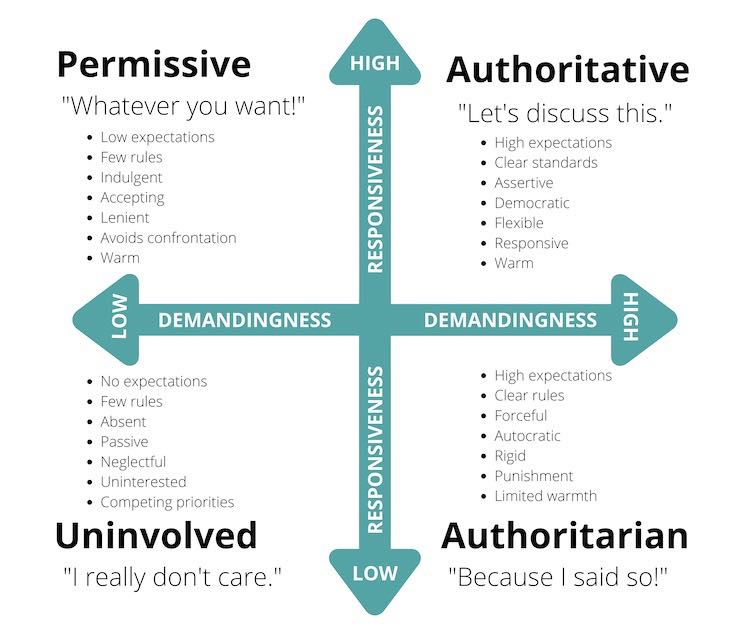 HIGH
Permissive
"Whatever you want!"
Low expectations
Few rules
Indulgent
Accepting
Lenient
Avoids confrontation
Warm
RESPONSIVENESS
Authoritative
"Let's discuss this."
High expectations
Clear standards
Assertive
Democratic
Flexible
Responsive
Warm
LOW
DEMANDINGNESS
DEMANDINGNESS
HIGH
No expectations
Few rules
Absent
Passive
Neglectful
Uninterested
Competing priorities
Uninvolved
"I really don't care."
RESPONSIVENESS
LOW
High expectations
Clear rules
Forceful
Autocratic
Rigid
Punishment
Limited warmth
Authoritarian
"Because I said so!"